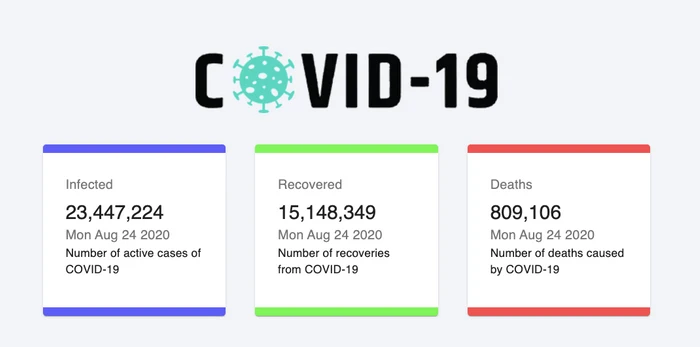 COVID-19
Infected
23,447,224
Mon Aug 24 2020
Number of active cases of
COVID-19
Recovered
15,148,349
Mon Aug 24 2020
Number of recoveries
from COVID-19
Deaths
809,106
Mon Aug 24 2020
Number of deaths caused
by COVID-19